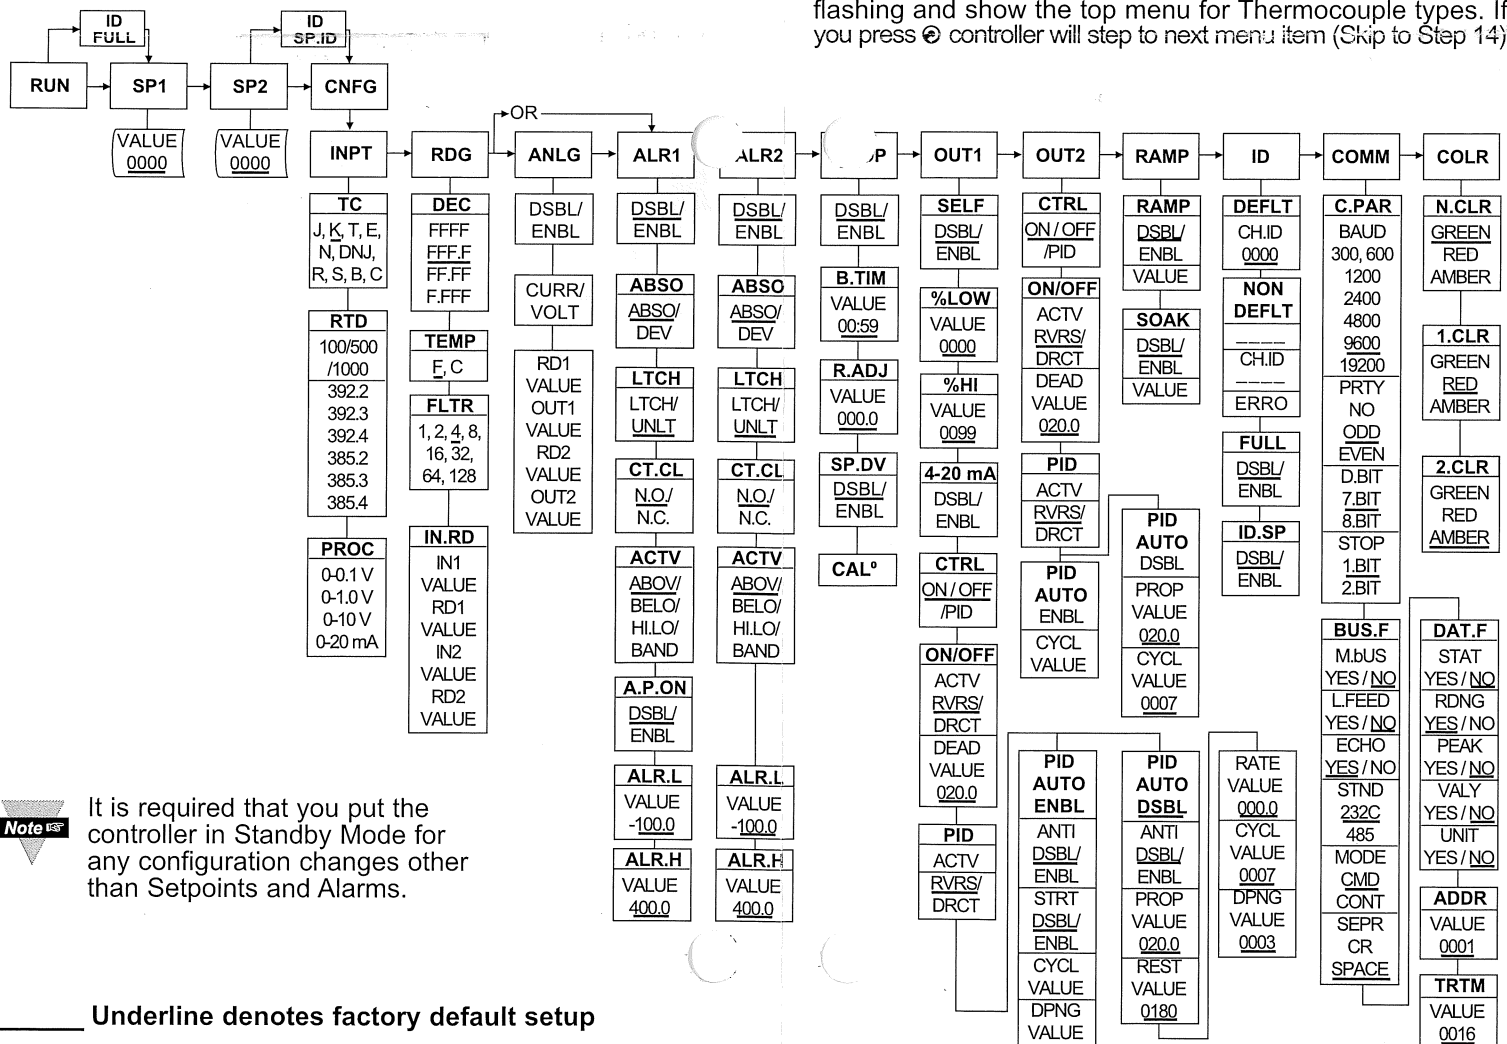 flashing and show the top menu for Thermocouple types. If
you press controller will step to next menu item (Skip to Step 14)
ID
FULL
ID
SP.ID
RUN
SP1
SP2
CNFG
VALUE
0000
VALUE
0000
OR
INPT
RDG
ANLG
ALR1
ALR2
OUT1
OUT2
RAMP
ID
COMM
COLR
TC
J, K, T, E,
N, DNJ,
R, S, B, C
RTD
100/500
/1000
392.2
392.3
392.4
385.2
385.3
385.4
PROC
0-0.1 V
0-1.0 V
0-10 V
0-20 mA
DEC
FFFF
FFF.F
FF.FF
F.FFF
TEMP
F, C
FLTR
1, 2, 4, 8,
16, 32,
64, 128
IN.RD
IN1
VALUE
RD1
VALUE
IN2
VALUE
RD2
VALUE
DSBL/
ENBL
CURR/
VOLT
RD1
VALUE
OUT1
VALUE
RD2
VALUE
OUT2
VALUE
DSBL/
ENBL
ABSO
ABSO/
DEV
LTCH
LTCH/
UNLT
CT.CL
N.O./
N.C.
ACTV
ABOV/
BELO/
HI.LO/
BAND
A.P.ON
DSBL/
ENBL
ALR.L
VALUE
-100.0
ALR.H
VALUE
400.0
DSBL/
ENBL
ABSO
ABSO/
DEV
LTCH
LTCH/
UNLT
CT.CL
N.O./
N.C.
ACTV
ABOV/
BELO/
HI.LO/
BAND
ALR.L
VALUE
-100.0
ALR.H
VALUE
400.0
DSBL/
ENBL
B.TIM
VALUE
00:59
R.ADJ
VALUE
000.0
SP.DV
DSBL/
ENBL
CALº
SELF
DSBL/
ENBL
%LOW
VALUE
0000
%HI
VALUE
0099
4-20 mA
DSBL/
ENBL
CTRL
ON / OFF
/PID
ON/OFF
ACTV
RVRS/
DRCT
DEAD
VALUE
020.0
PID
ACTV
RVRS/
DRCT
CTRL
ON / OFF
/PID
ON/OFF
ACTV
RVRS/
DRCT
DEAD
VALUE
020.0
PID
ACTV
RVRS/
DRCT
PID
AUTO
ENBL
CYCL
VALUE
PID
AUTO
ENBL
ANTI
DSBL/
ENBL
STRT
DSBL/
ENBL
CYCL
VALUE
DPNG
VALUE
RAMP
DSBL/
ENBL
VALUE
SOAK
DSBL/
ENBL
VALUE
PID
AUTO
DSBL
PROP
VALUE
020.0
CYCL
VALUE
0007
PID
AUTO
DSBL
ANTI
DSBL/
ENBL
PROP
VALUE
020.0
REST
VALUE
0180
DEFLT
CH.ID
0000
NON
DEFLT
_ _ _ _
CH.ID
_ _ _ _
ERRO
FULL
DSBL/
ENBL
ID.SP
DSBL/
ENBL
RATE
VALUE
000.0
CYCL
VALUE
0007
DPNG
VALUE
0003
C.PAR
BAUD
300, 600
1200
2400
4800
9600
19200
PRTY
NO
ODD
EVEN
D.BIT
7.BIT
8.BIT
STOP
1.BIT
2.BIT
BUS.F
M.bUS
YES / NO
L.FEED
YES / NO
ECHO
YES / NO
STND
232C
485
MODE
CMD
CONT
SEPR
CR
SPACE
N.CLR
GREEN
RED
AMBER
1.CLR
GREEN
RED
AMBER
2.CLR
GREEN
RED
AMBER
DAT.F
STAT
YES / NO
RDNG
YES / NO
PEAK
YES / NO
VALY
YES / NO
UNIT
YES / NO
ADDR
VALUE
0001
TRTM
VALUE
0016
Note
It is required that you put the
controller in Standby Mode for
any configuration changes other
than Setpoints and Alarms.
Underline denotes factory default setup